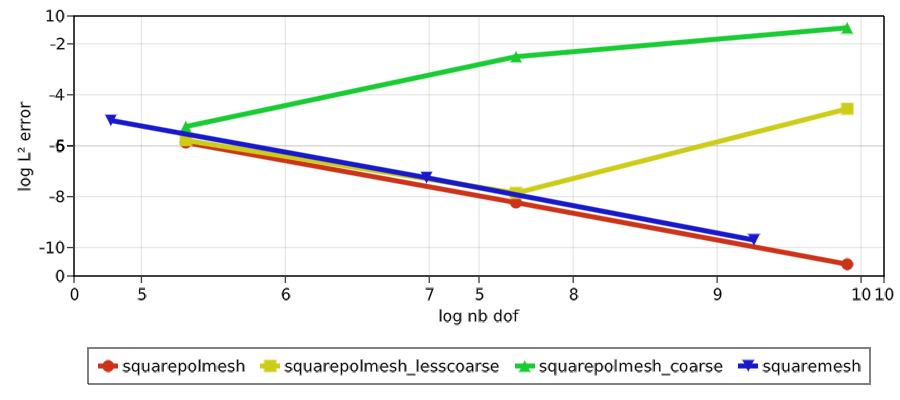 10
-2
-4
-6
5
-8
-10
0
log L² error
0 5 6 7 5 8 9 10 10
log nb dof
squarepolmesh squarepolmesh_lesscoarse squarepolmesh_coarse squaremesh